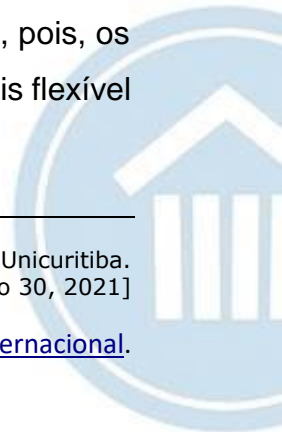 , pois, os
is flexível
Unicuritiba.
o 30, 2021]
ernacional.